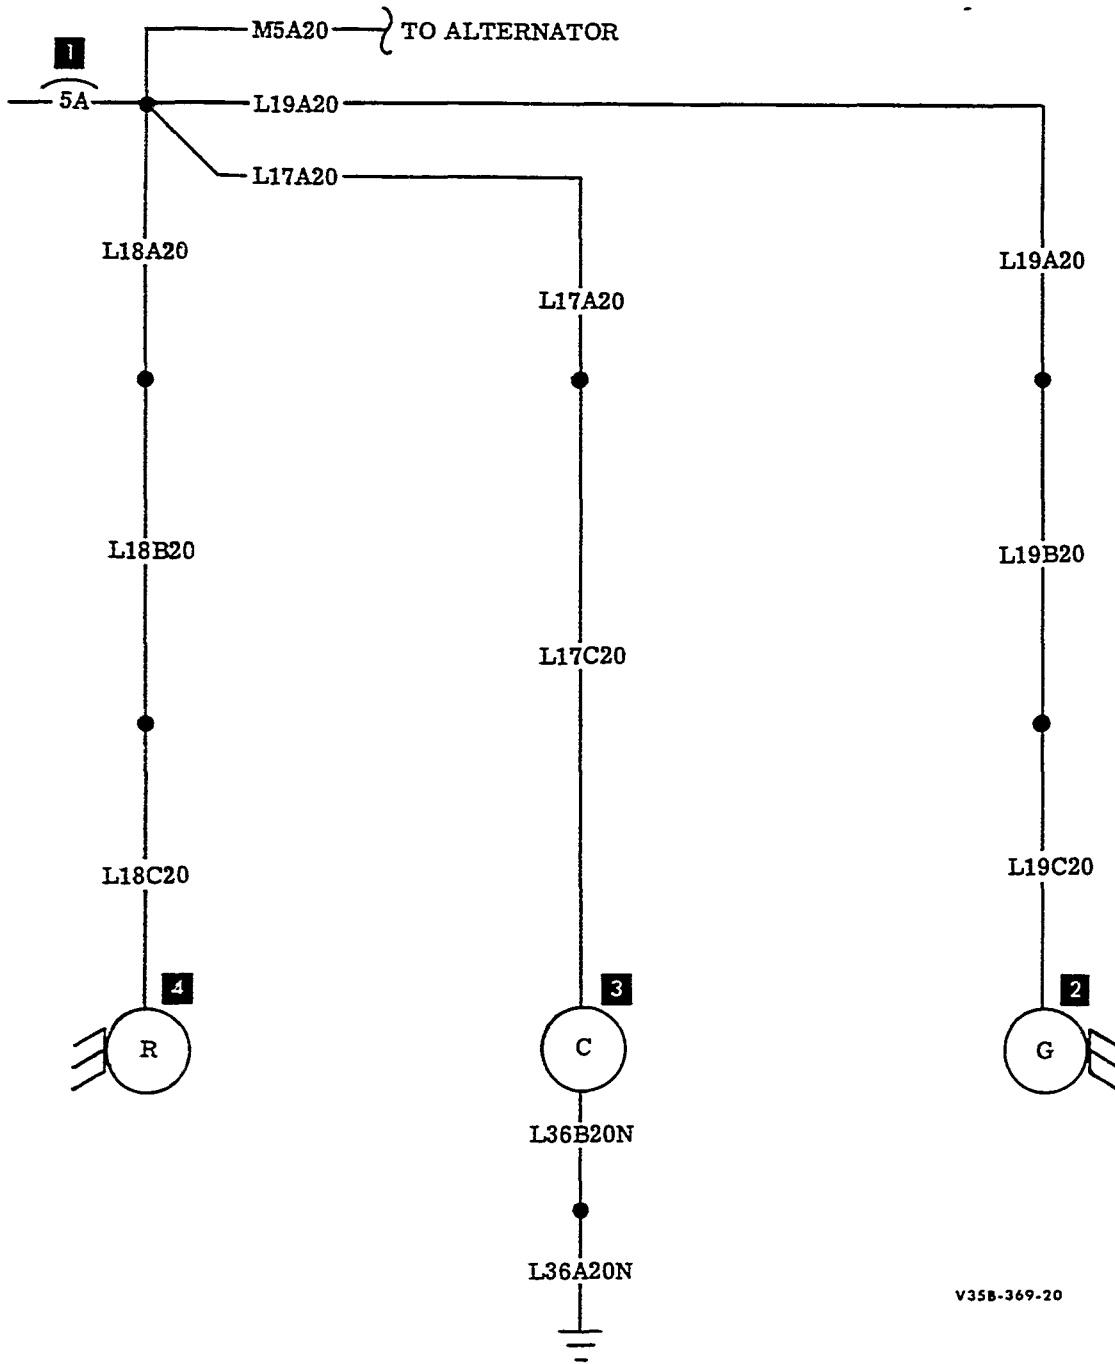 M5A20 TO ALTERNATOR
1
5A L19A20
L17A20
L18A20 L19A20
L17A20
L18B20 L19B20
L17C20
L18C20 L19C20
4 3 2
R C G
L36B20N
L36A20N
V35B-369-20